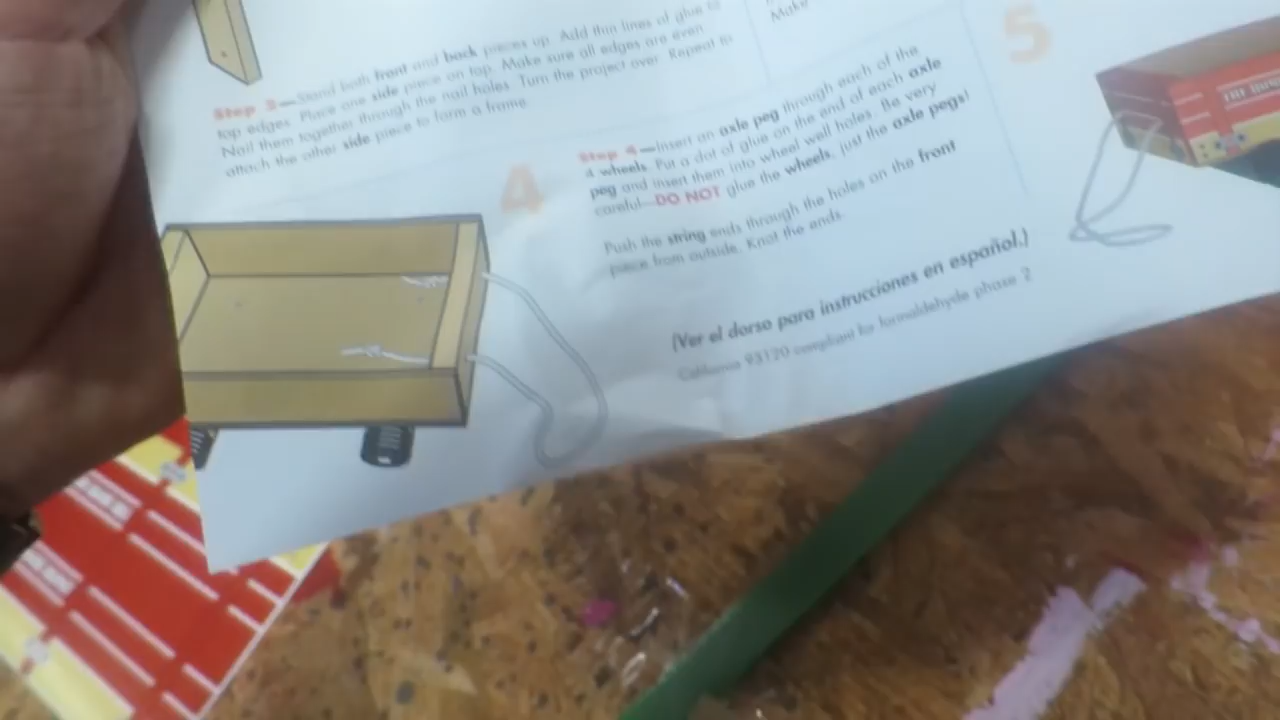 Step 3—Stand both front and back pieces up. Add thin lines of glue to
top edges. Place one side piece on top. Make sure all edges are even.
Nail them together through the nail holes. Turn the project over. Repeat to
attach the other side piece to form a frame.
Make
4
Step 4—Insert an axle peg through each of the
4 wheels. Put a dot of glue on the end of each axle
peg and insert them into wheel well holes. Be very
careful—DO NOT glue the wheels, just the axle pegs!
Push the string ends through the holes on the front
piece from outside. Knot the ends.
(Ver el dorso para instrucciones en español.)
California 93120 compliant for formaldehyde phase 2
5